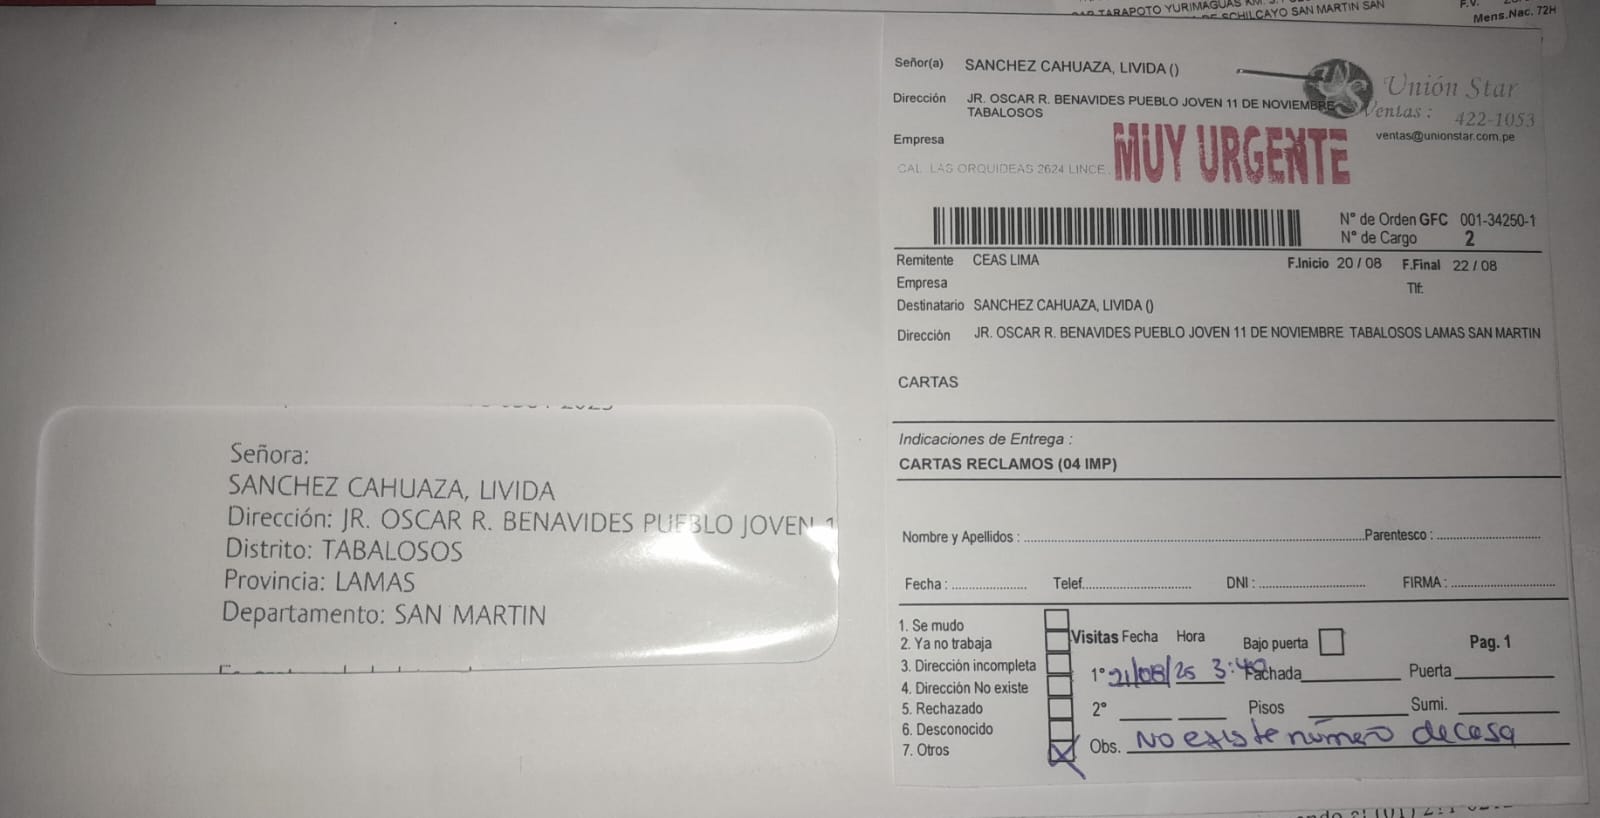 TARAPOTO YURIMAGUAS KM.
SCHILCAYO SAN MARTIN SAN
F.V.
Mens.Nac. 72H
Señor(a) SANCHEZ CAHUAZA, LIVIDA ()
Unión Star
Dirección JR. OSCAR R. BENAVIDES PUEBLO JOVEN 11 DE NOVIEMBRE
TABALOSOS
Ventas : 422-1053
ventas@unionstar.com.pe
Empresa
MUY URGENTE
CAL. LAS ORQUIDEAS 2624 LINCE
N° de Orden GFC 001-34250-1
N° de Cargo 2
Remitente CEAS LIMA
F.Inicio 20 / 08 F.Final 22 / 08
Empresa
Tlf:
Destinatario SANCHEZ CAHUAZA, LIVIDA ()
Dirección JR. OSCAR R. BENAVIDES PUEBLO JOVEN 11 DE NOVIEMBRE TABALOSOS LAMAS SAN MARTIN
CARTAS
Indicaciones de Entrega :
CARTAS RECLAMOS (04 IMP)
Nombre y Apellidos : Parentesco :
Fecha : Telef. DNI : FIRMA :
1. Se mudo
2. Ya no trabaja
3. Dirección incompleta
4. Dirección No existe
5. Rechazado
6. Desconocido
7. Otros X
Visitas Fecha Hora Bajo puerta Pag. 1
1° 21/08/25 3:40 Fachada Puerta
2° Pisos Sumi.
Obs. No existe número de casa
Señora:
SANCHEZ CAHUAZA, LIVIDA
Dirección: JR. OSCAR R. BENAVIDES PUEBLO JOVEN 1
Distrito: TABALOSOS
Provincia: LAMAS
Departamento: SAN MARTIN